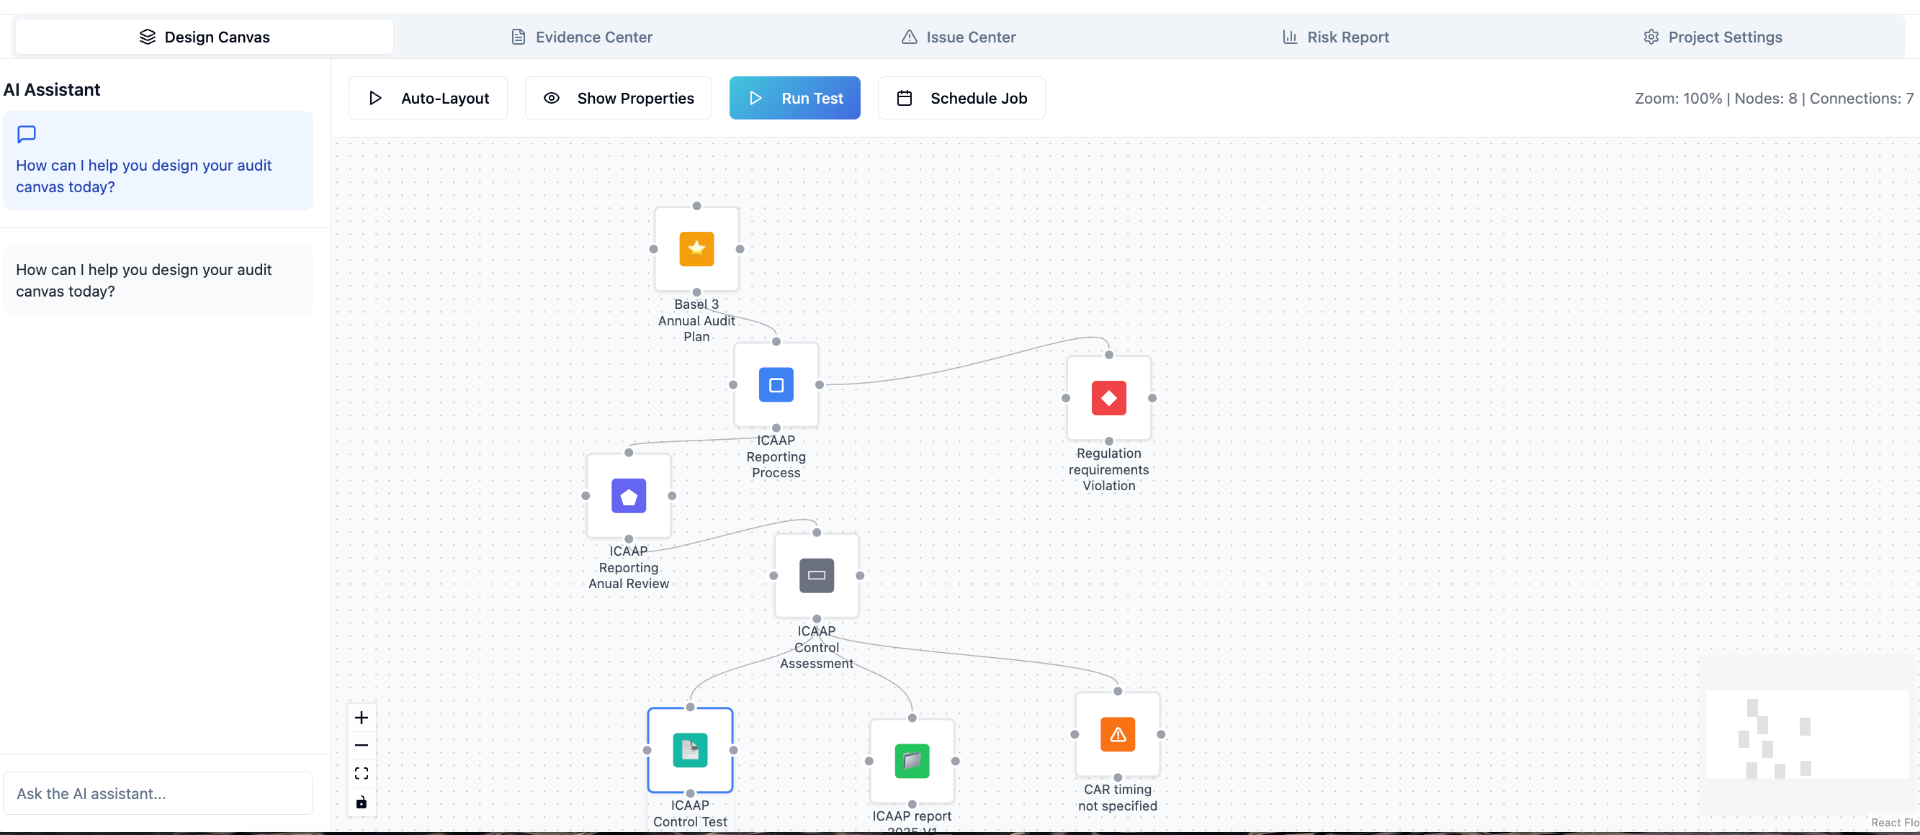 Design Canvas
Evidence Center
Issue Center
Risk Report
Project Settings
AI Assistant
How can I help you design your audit
canvas today?
How can I help you design your audit
canvas today?
Ask the AI assistant...
Auto-Layout
Show Properties
Run Test
Schedule Job
Zoom: 100% | Nodes: 8 | Connections: 7
Basel 3
Annual Audit
Plan
ICAAP
Reporting
Process
Regulation
requirements
Violation
ICAAP
Reporting
Anual Review
ICAAP
Control
Assessment
ICAAP
Control Test
ICAAP report
2025 V1
CAR timing
not specified
React Flo